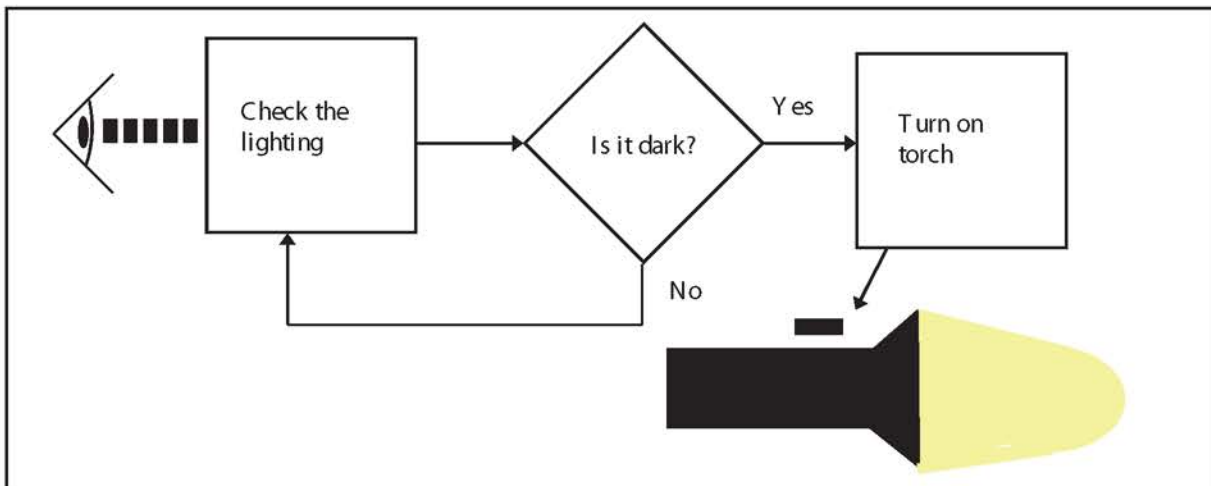 Check the
lighting
Is it dark?
Yes
Turn on
torch
No